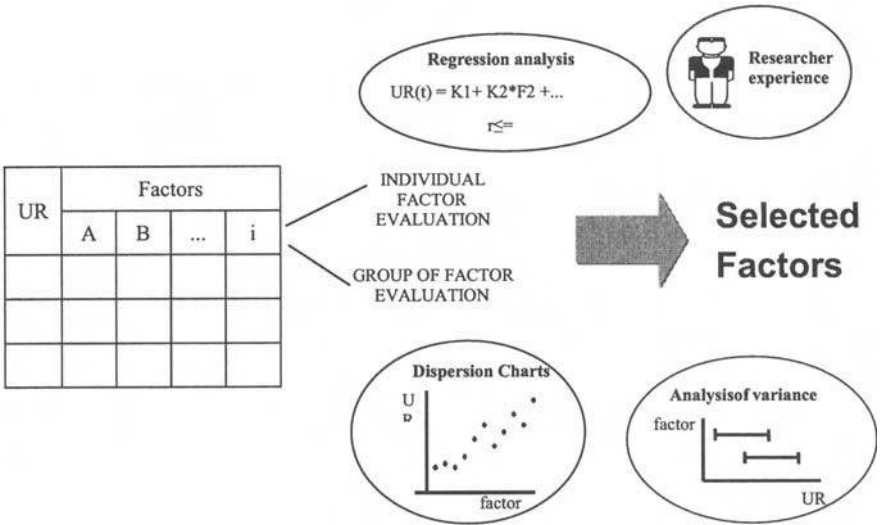 Regression analysis
UR(t) = K1+ K2*F2 +...
r≤=
Researcher
experience
UR
Factors
A B ... i
INDIVIDUAL
FACTOR
EVALUATION
GROUP OF FACTOR
EVALUATION
Selected
Factors
Dispersion Charts
U
R
factor
Analysisof variance
factor
UR